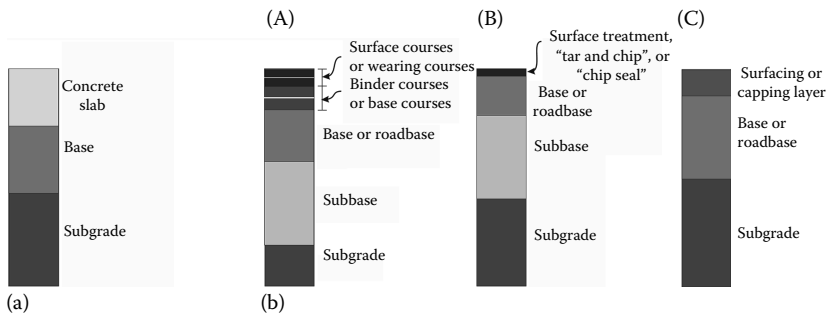 (A)
(B)
(C)
Concrete
slab
Base
Subgrade
(a)
Surface courses
or wearing courses
Binder courses
or base courses
Base or roadbase
Subbase
Subgrade
(b)
Surface treatment,
“tar and chip”, or
“chip seal”
Base or
roadbase
Subbase
Subgrade
Surfacing or
capping layer
Base or
roadbase
Subgrade